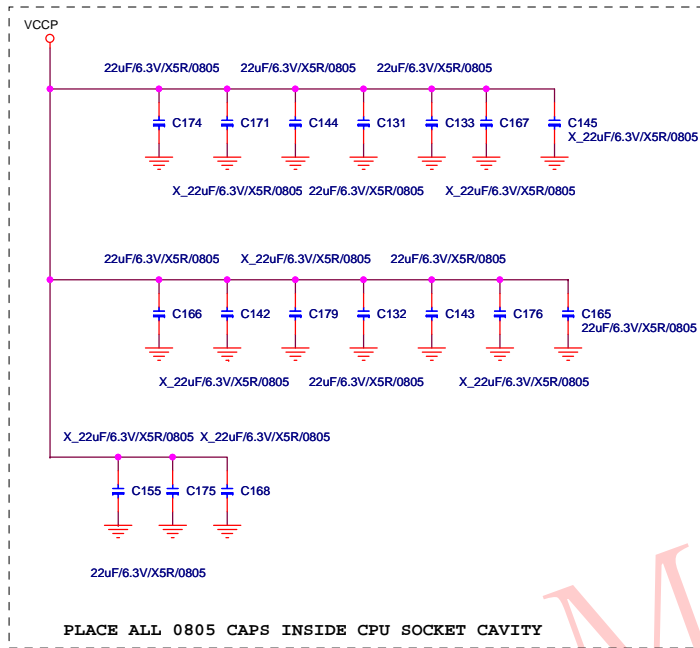 VCCP
22uF/6.3V/X5R/0805 22uF/6.3V/X5R/0805 22uF/6.3V/X5R/0805
C174 C171 C144 C131 C133 C167 C145
X_22uF/6.3V/X5R/0805
X_22uF/6.3V/X5R/0805 22uF/6.3V/X5R/0805 X_22uF/6.3V/X5R/0805
22uF/6.3V/X5R/0805 X_22uF/6.3V/X5R/0805 22uF/6.3V/X5R/0805
C166 C142 C179 C132 C143 C176 C165
22uF/6.3V/X5R/0805
X_22uF/6.3V/X5R/0805 22uF/6.3V/X5R/0805 X_22uF/6.3V/X5R/0805
X_22uF/6.3V/X5R/0805 X_22uF/6.3V/X5R/0805
C155 C175 C168
22uF/6.3V/X5R/0805
PLACE ALL 0805 CAPS INSIDE CPU SOCKET CAVITY
M